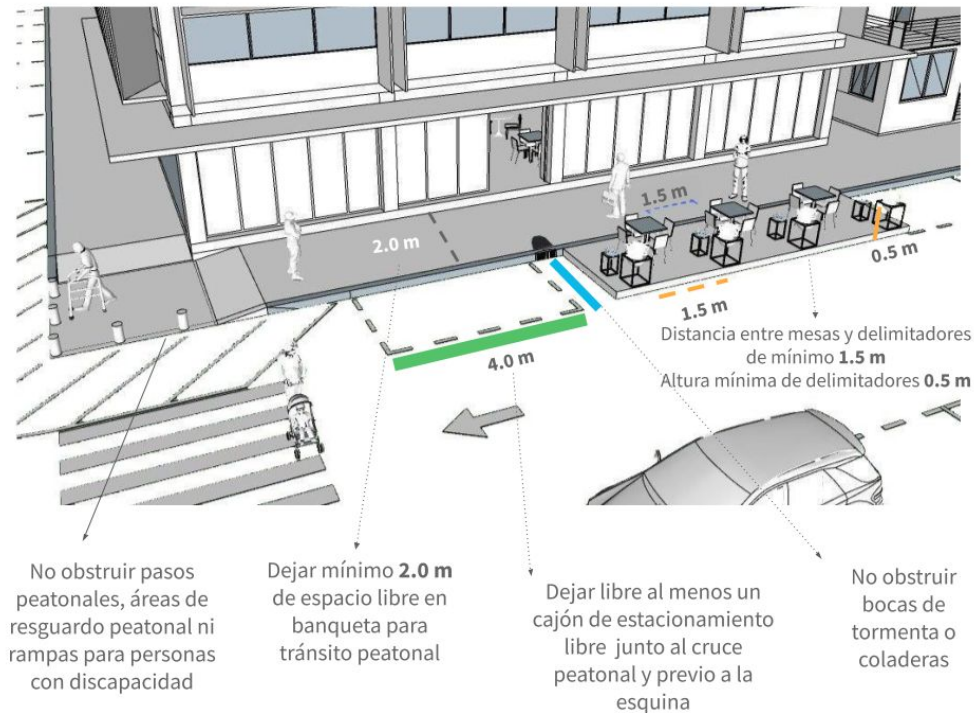 1.5 m
2.0 m
0.5 m
1.5 m
4.0 m
Distancia entre mesas y delimitadores
de mínimo 1.5 m
Altura mínima de delimitadores 0.5 m
No obstruir pasos
peatonales, áreas de
resguardo peatonal ni
rampas para personas
con discapacidad
Dejar mínimo 2.0 m
de espacio libre en
banqueta para
tránsito peatonal
Dejar libre al menos un
cajón de estacionamiento
libre junto al cruce
peatonal y previo a la
esquina
No obstruir
bocas de
tormenta o
coladeras